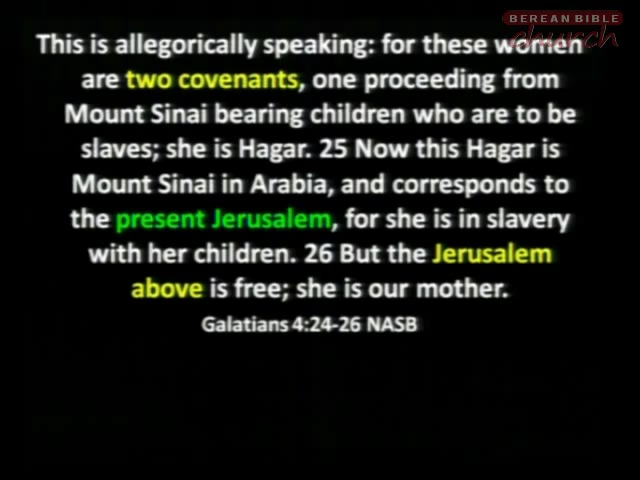 BEREAN BIBLE
church
This is allegorically speaking: for these women
are two covenants, one proceeding from
Mount Sinai bearing children who are to be
slaves; she is Hagar. 25 Now this Hagar is
Mount Sinai in Arabia, and corresponds to
the present Jerusalem, for she is in slavery
with her children. 26 But the Jerusalem
above is free; she is our mother.
Galatians 4:24-26 NASB